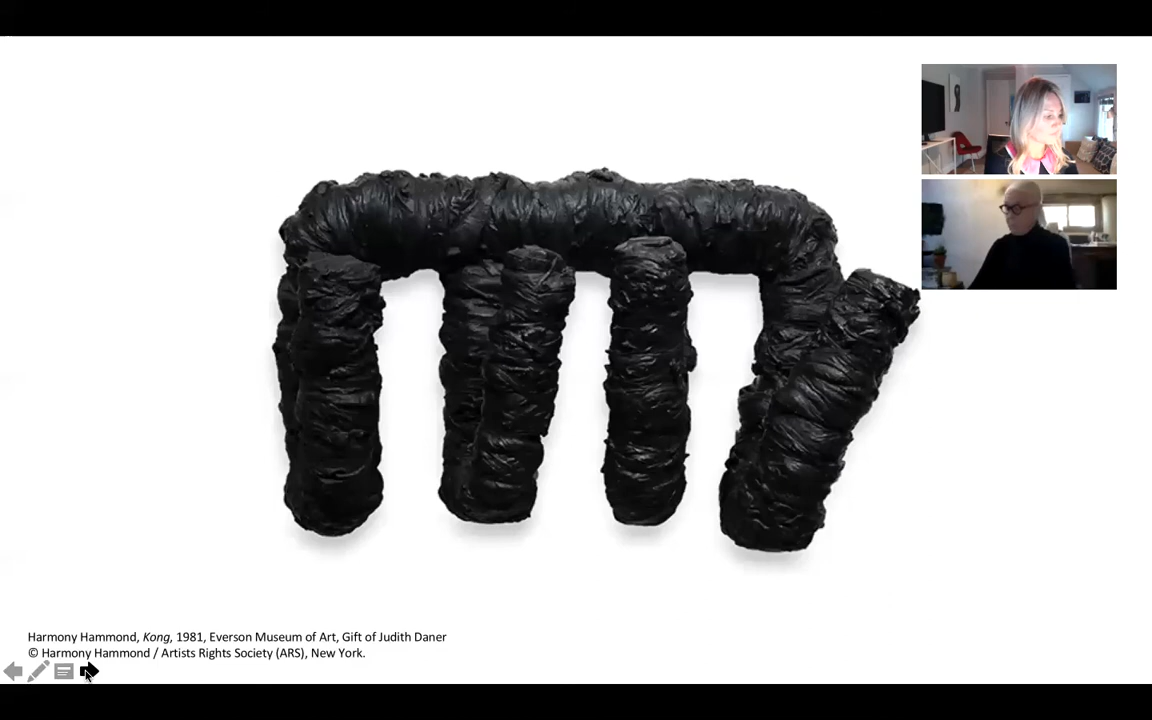 Harmony Hammond, Kong, 1981, Everson Museum of Art, Gift of Judith Daner
© Harmony Hammond / Artists Rights Society (ARS), New York.